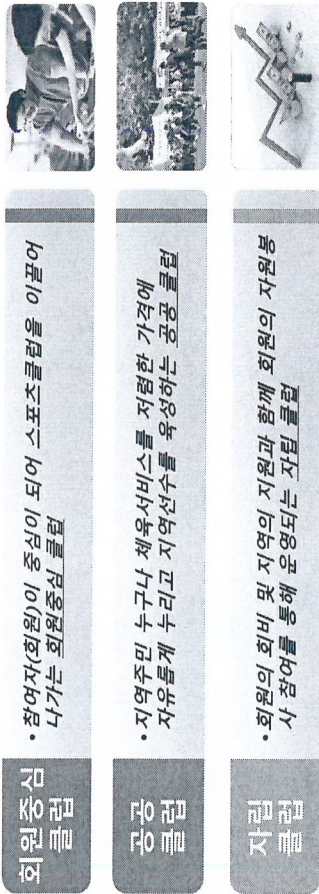 회원중심
클럽
• 참여자(회원)이 중심이 되어 스포츠클럽을 이끌어
나가는 회원중심 클럽
공공
클럽
• 지역주민 누구나 체육서비스를 저렴한 가격에
자유롭게 누리고 지역선수를 육성하는 공공 클럽
자립
클럽
• 회원의 회비 및 지역의 지원과 함께 회원의 자원봉
사 참여를 통해 운영되는 자립 클럽